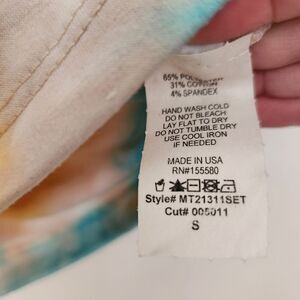 65% POLYESTER
31% COTTON
4% SPANDEX
HAND WASH COLD
DO NOT BLEACH
LAY FLAT TO DRY
DO NOT TUMBLE DRY
USE COOL IRON
IF NEEDED
MADE IN USA
RN#155580
Style# MT21311SET
Cut# 005011
S